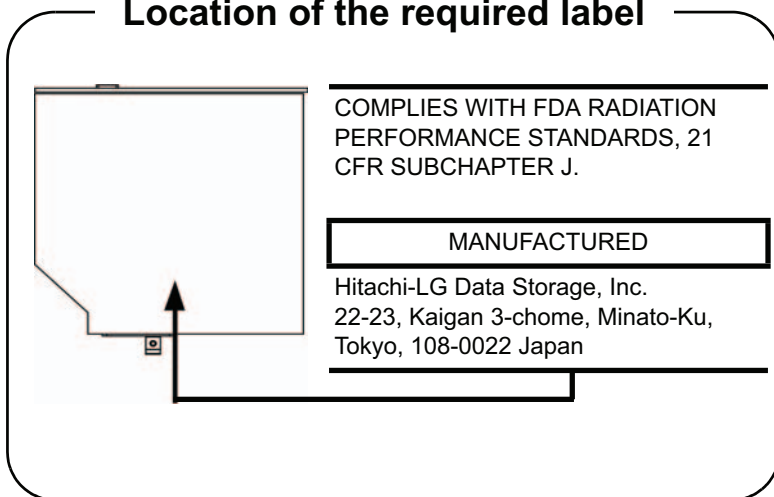 Location of the required label
COMPLIES WITH FDA RADIATION
PERFORMANCE STANDARDS, 21
CFR SUBCHAPTER J.
MANUFACTURED
Hitachi-LG Data Storage, Inc.
22-23, Kaigan 3-chome, Minato-Ku,
Tokyo, 108-0022 Japan